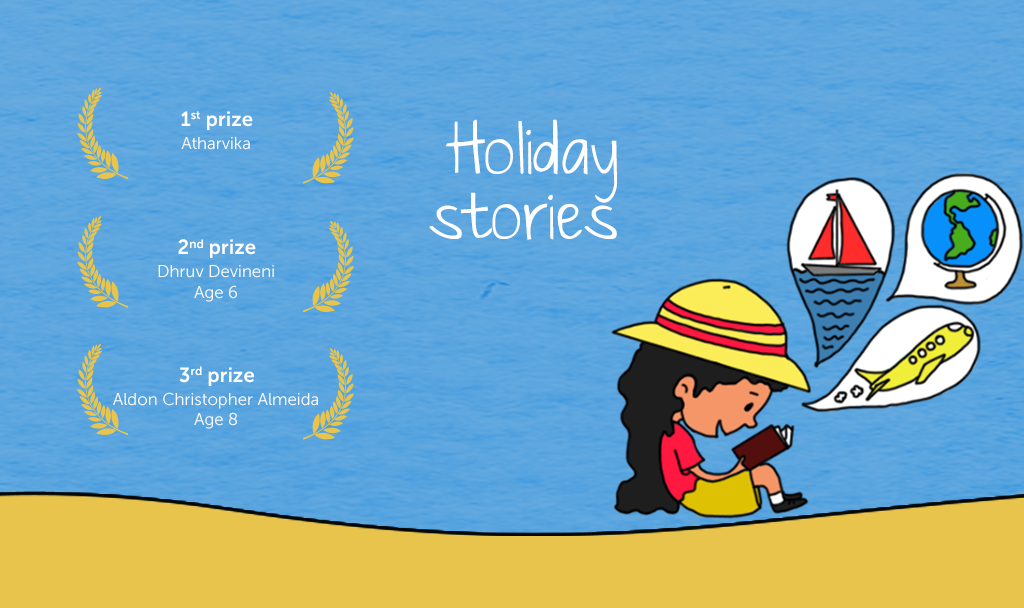 1st prize
Atharvika
2nd prize
Dhruv Devineni
Age 6
3rd prize
Aldon Christopher Almeida
Age 8
Holiday
stories